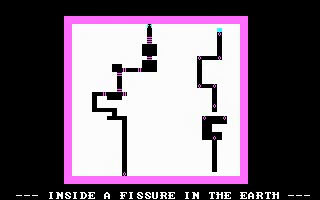 --- INSIDE A FISSURE IN THE EARTH ---